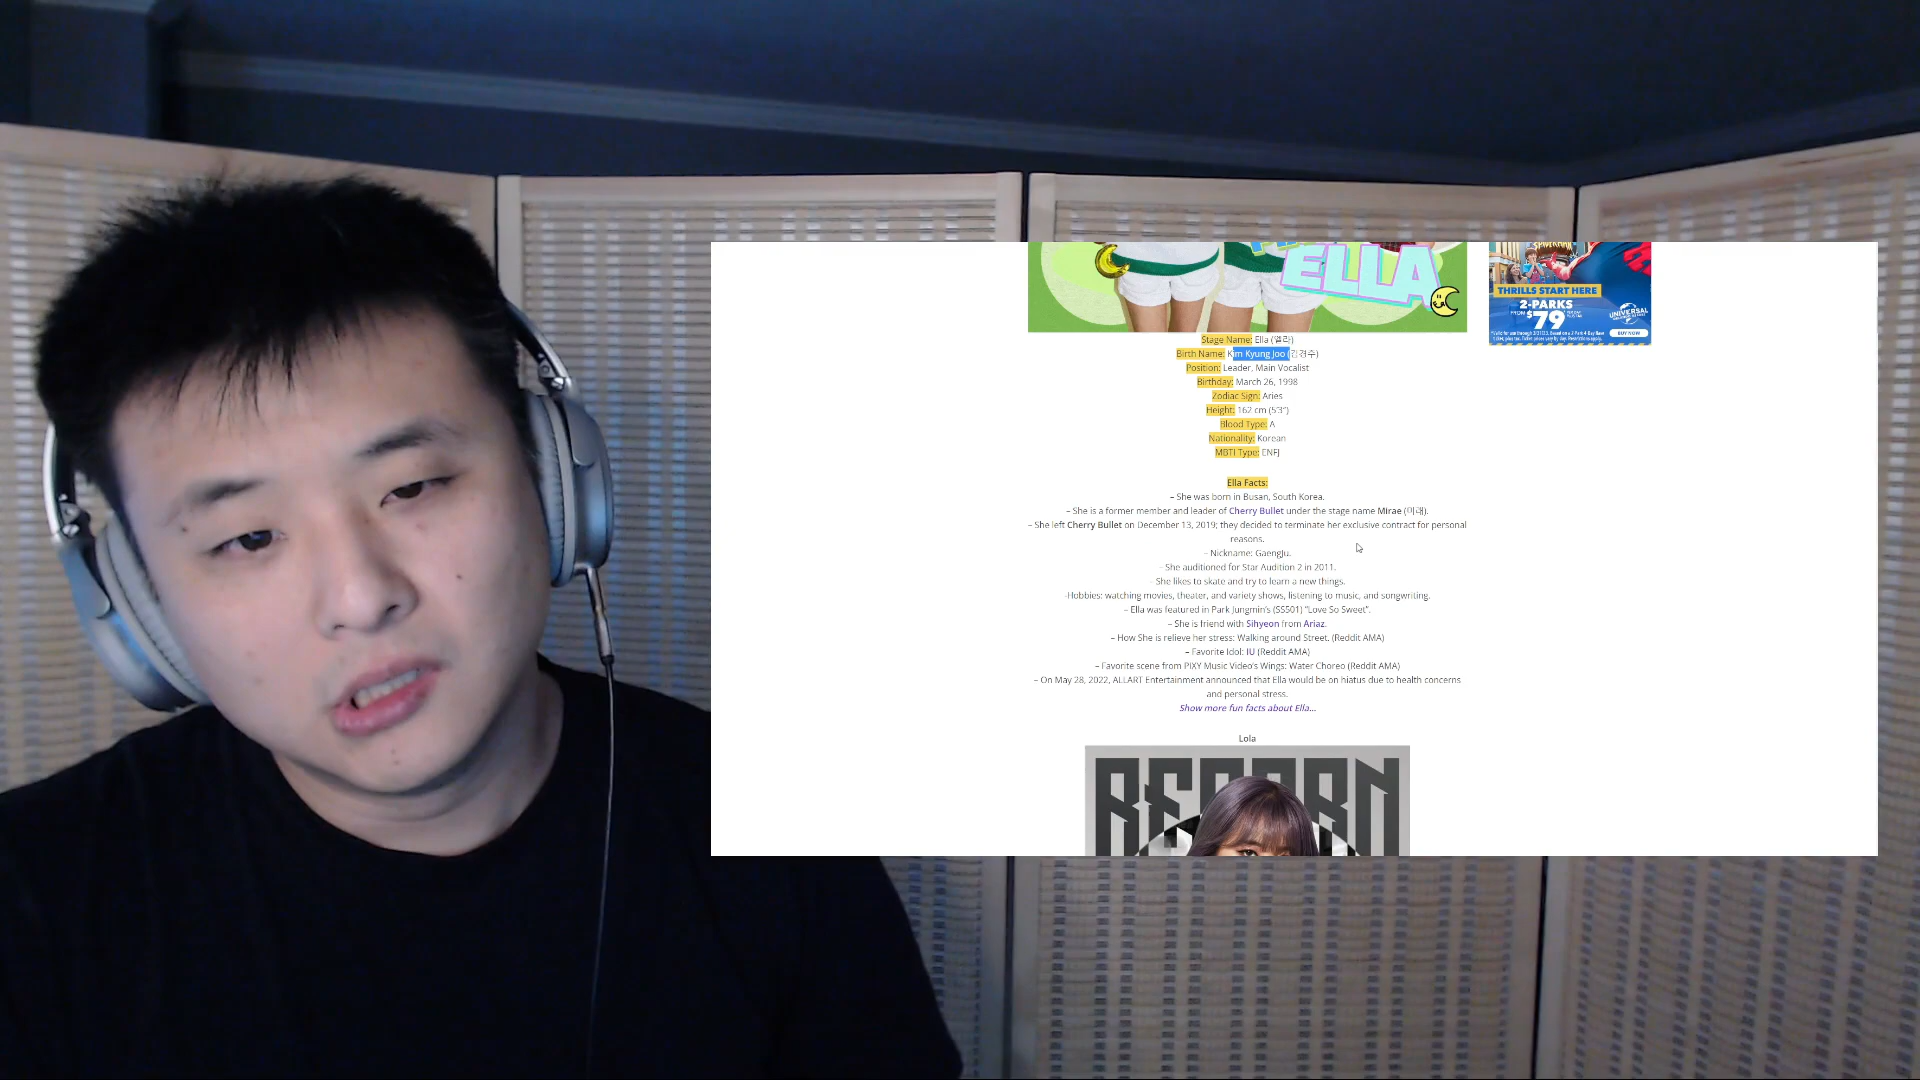 ELLA
THRILLS START HERE
2-PARKS
FROM $79
UNIVERSAL
BUY NOW
Stage Name: Ella (엘라)
Birth Name: Kim Kyung Joo (김경주)
Position: Leader, Main Vocalist
Birthday: March 26, 1998
Zodiac Sign: Aries
Height: 162 cm (5'3")
Blood Type: A
Nationality: Korean
MBTI Type: ENFJ
Ella Facts:
– She was born in Busan, South Korea.
– She is a former member and leader of Cherry Bullet under the stage name Mirae (미래).
– She left Cherry Bullet on December 13, 2019; they decided to terminate her exclusive contract for personal
reasons.
– Nickname: GaengJu.
– She auditioned for Star Audition 2 in 2011.
– She likes to skate and try to learn a new things.
-Hobbies: watching movies, theater, and variety shows, listening to music, and songwriting.
– Ella was featured in Park Jungmin's (SS501) "Love So Sweet".
– She is friend with Sihyeon from Ariaz.
– How She is relieve her stress: Walking around Street. (Reddit AMA)
– Favorite Idol: IU (Reddit AMA)
– Favorite scene from PIXY Music Video's Wings: Water Choreo (Reddit AMA)
– On May 28, 2022, ALLART Entertainment announced that Ella would be on hiatus due to health concerns
and personal stress.
Show more fun facts about Ella...
Lola
REBORN